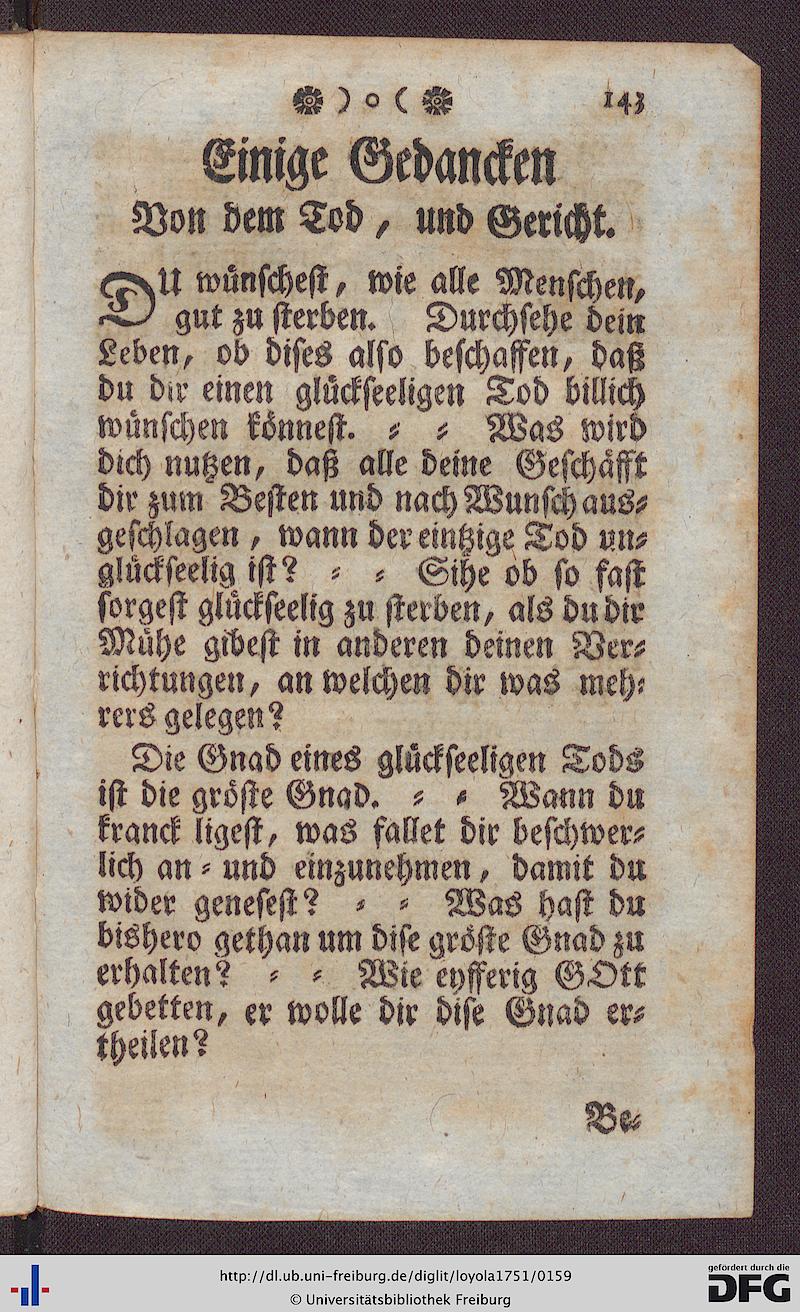 ❁ ) o ( ❁ 143
Einige Gedancken
Von dem Tod, und Gericht.
DU wünschest, wie alle Menschen,
gut zu sterben. Durchsehe dein
Leben, ob dises also beschaffen, daß
du dir einen glückseeligen Tod billich
wünschen könnest. = = Was wird
dich nutzen, daß alle deine Geschäfft
dir zum Besten und nach Wunsch aus=
geschlagen, wann der eintzige Tod un=
glückseelig ist? = = Sihe ob so fast
sorgest glückseelig zu sterben, als du dir
Mühe gibest in anderen deinen Ver=
richtungen, an welchen dir was meh=
rers gelegen?
Die Gnad eines glückseeligen Tods
ist die gröste Gnad. = = Wann du
kranck ligest, was fallet dir beschwer=
lich an= und einzunehmen, damit du
wider genesest? = = Was hast du
bishero gethan um dise gröste Gnad zu
erhalten? = = Wie eyfferig GOtt
gebetten, er wolle dir dise Gnad er=
theilen?
Be=
http://dl.ub.uni-freiburg.de/diglit/loyola1751/0159
© Universitätsbibliothek Freiburg
gefördert durch die
DFG